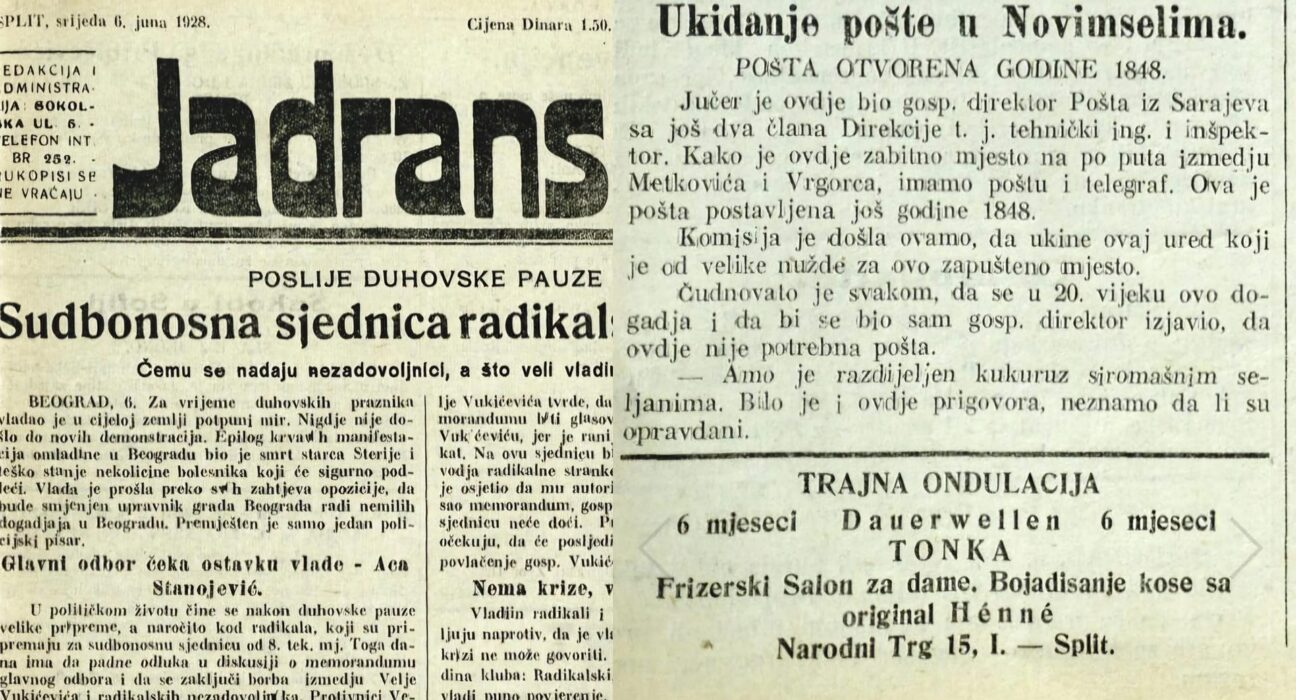 SPLIT, srijeda 6. juna 1928.
Cijena Dinara 1.50.
EDAKCIJA I
DMINISTRA-
IJA: SOKOL-
KA UL. 6. -
TELEFON INT.
BR 252. -
RUKOPISI SE
NE VRAĆAJU -
Jadrans
POSLIJE DUHOVSKE PAUZE
Sudbonosna sjednica radikal
Čemu se nadaju nezadovoljnici, a što veli vladin
BEOGRAD, 6. Za vrijeme duhovskih praznika
vladao je u cijeloj zemlji potpuni mir. Nigdje nije do-
šlo do novih demonstracija. Epilog krvavih manifesta-
cija omladine u Beogradu bio je smrt starca Sterije i
teško stanje nekolicine bolesnika koji će sigurno pod-
leći. Vlada je prošla preko svih zahtjeva opozicije, da
bude smjenjen upravnik grada Beograda radi nemilih
dogadjaja u Beogradu. Premješten je samo jedan poli-
cijski pisar.
Glavni odbor čeka ostavku vlade - Aca
Stanojević.
U političkom životu čine se nakon duhovske pauze
velike pripreme, a naročito kod radikala, koji su pri-
premaju za sudbonosnu sjednicu od 8. tek. mj. Toga da-
na ima da padne odluka u diskusiji o memorandumu
glavnog odbora i da se zaključi borba izmedju Velje
Vukićevića i radikalskih nezadovoljnika. Protivnici Ve-
lje Vukićevića tvrde, da
morandumu biti glasov
Vukićeviću, jer je rani
kat. Na ovu sjednicu bi
vodja radikalne stranke
je osjetio da mu autori
sao memorandum, gosp
sjednicu neće doći. Pr
očekuju, da će posljedi
povlačenje gosp. Vukić
Nema krize, v
Vladin radikali i
ljuju naprotiv, da je vla
krizi ne može govoriti.
dina kluba: Radikalski
vladi puno povjerenje.
Ukidanje pošte u Novimselima.
POŠTA OTVORENA GODINE 1848.
Jučer je ovdje bio gosp. direktor Pošta iz Sarajeva
sa još dva člana Direkcije t. j. tehnički ing. i inšpek-
tor. Kako je ovdje zabitno mjesto na po puta izmedju
Metkovića i Vrgorca, imamo poštu i telegraf. Ova je
pošta postavljena još godine 1848.
Komisija je došla ovamo, da ukine ovaj ured koji
je od velike nužde za ovo zapušteno mjesto.
Čudnovato je svakom, da se u 20. vijeku ovo do-
gadja i da bi se bio sam gosp. direktor izjavio, da
ovdje nije potrebna pošta.
— Amo je razdijeljen kukuruz siromašnim se-
ljanima. Bilo je i ovdje prigovora, neznamo da li su
opravdani.
TRAJNA ONDULACIJA
6 mjeseci Dauerwellen 6 mjeseci
TONKA
Frizerski Salon za dame. Bojadisanje kose sa
original Hénné
Narodni Trg 15, I. — Split.